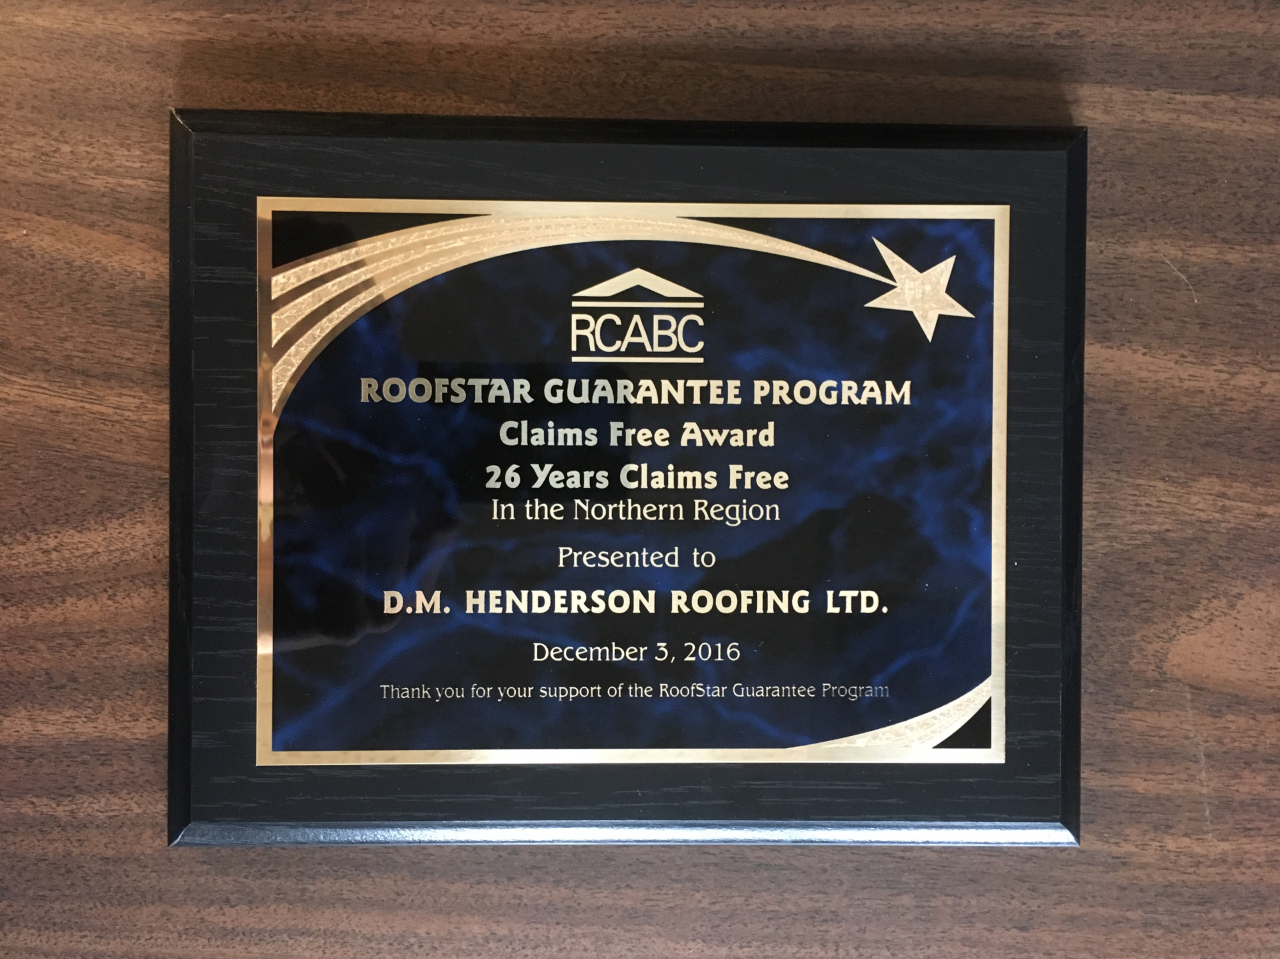 RCABC
ROOFSTAR GUARANTEE PROGRAM
Claims Free Award
26 Years Claims Free
In the Northern Region
Presented to
D.M. HENDERSON ROOFING LTD.
December 3, 2016
Thank you for your support of the RoofStar Guarantee Program